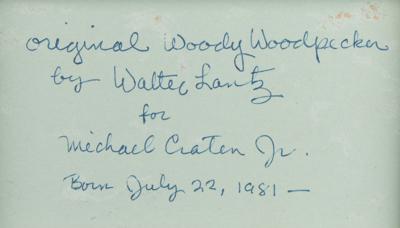 original Woody Woodpecker
by Walter Lantz
for
Michael Craten Jr.
Born July 22, 1981 —